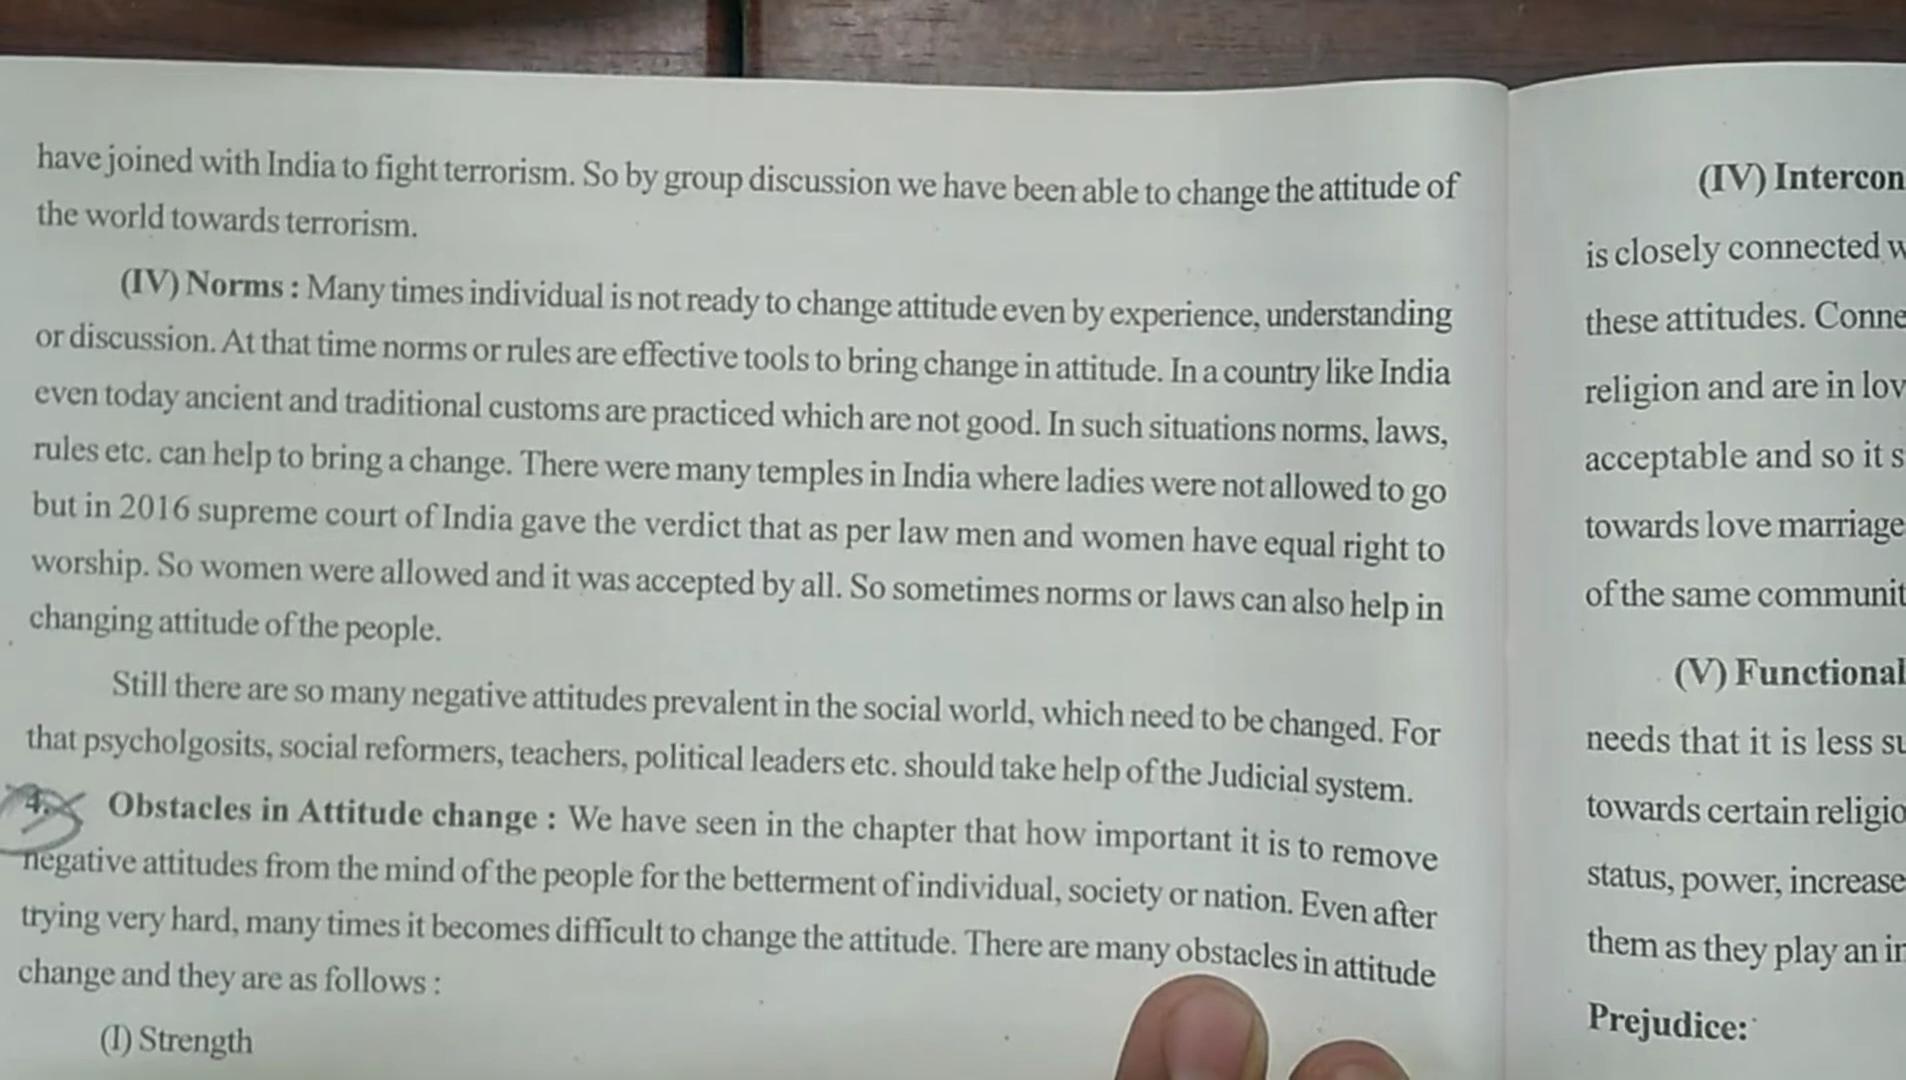 have joined with India to fight terrorism. So by group discussion we have been able to change the attitude of
the world towards terrorism.
(IV) Norms : Many times individual is not ready to change attitude even by experience, understanding
or discussion. At that time norms or rules are effective tools to bring change in attitude. In a country like India
even today ancient and traditional customs are practiced which are not good. In such situations norms, laws,
rules etc. can help to bring a change. There were many temples in India where ladies were not allowed to go
but in 2016 supreme court of India gave the verdict that as per law men and women have equal right to
worship. So women were allowed and it was accepted by all. So sometimes norms or laws can also help in
changing attitude of the people.
Still there are so many negative attitudes prevalent in the social world, which need to be changed. For
that psycholgosits, social reformers, teachers, political leaders etc. should take help of the Judicial system.
4. Obstacles in Attitude change : We have seen in the chapter that how important it is to remove
negative attitudes from the mind of the people for the betterment of individual, society or nation. Even after
trying very hard, many times it becomes difficult to change the attitude. There are many obstacles in attitude
change and they are as follows :
(I) Strength
(IV) Intercon
is closely connected w
these attitudes. Conne
religion and are in lov
acceptable and so it s
towards love marriage
of the same communit
(V) Functional
needs that it is less su
towards certain religio
status, power, increase
them as they play an in
Prejudice: